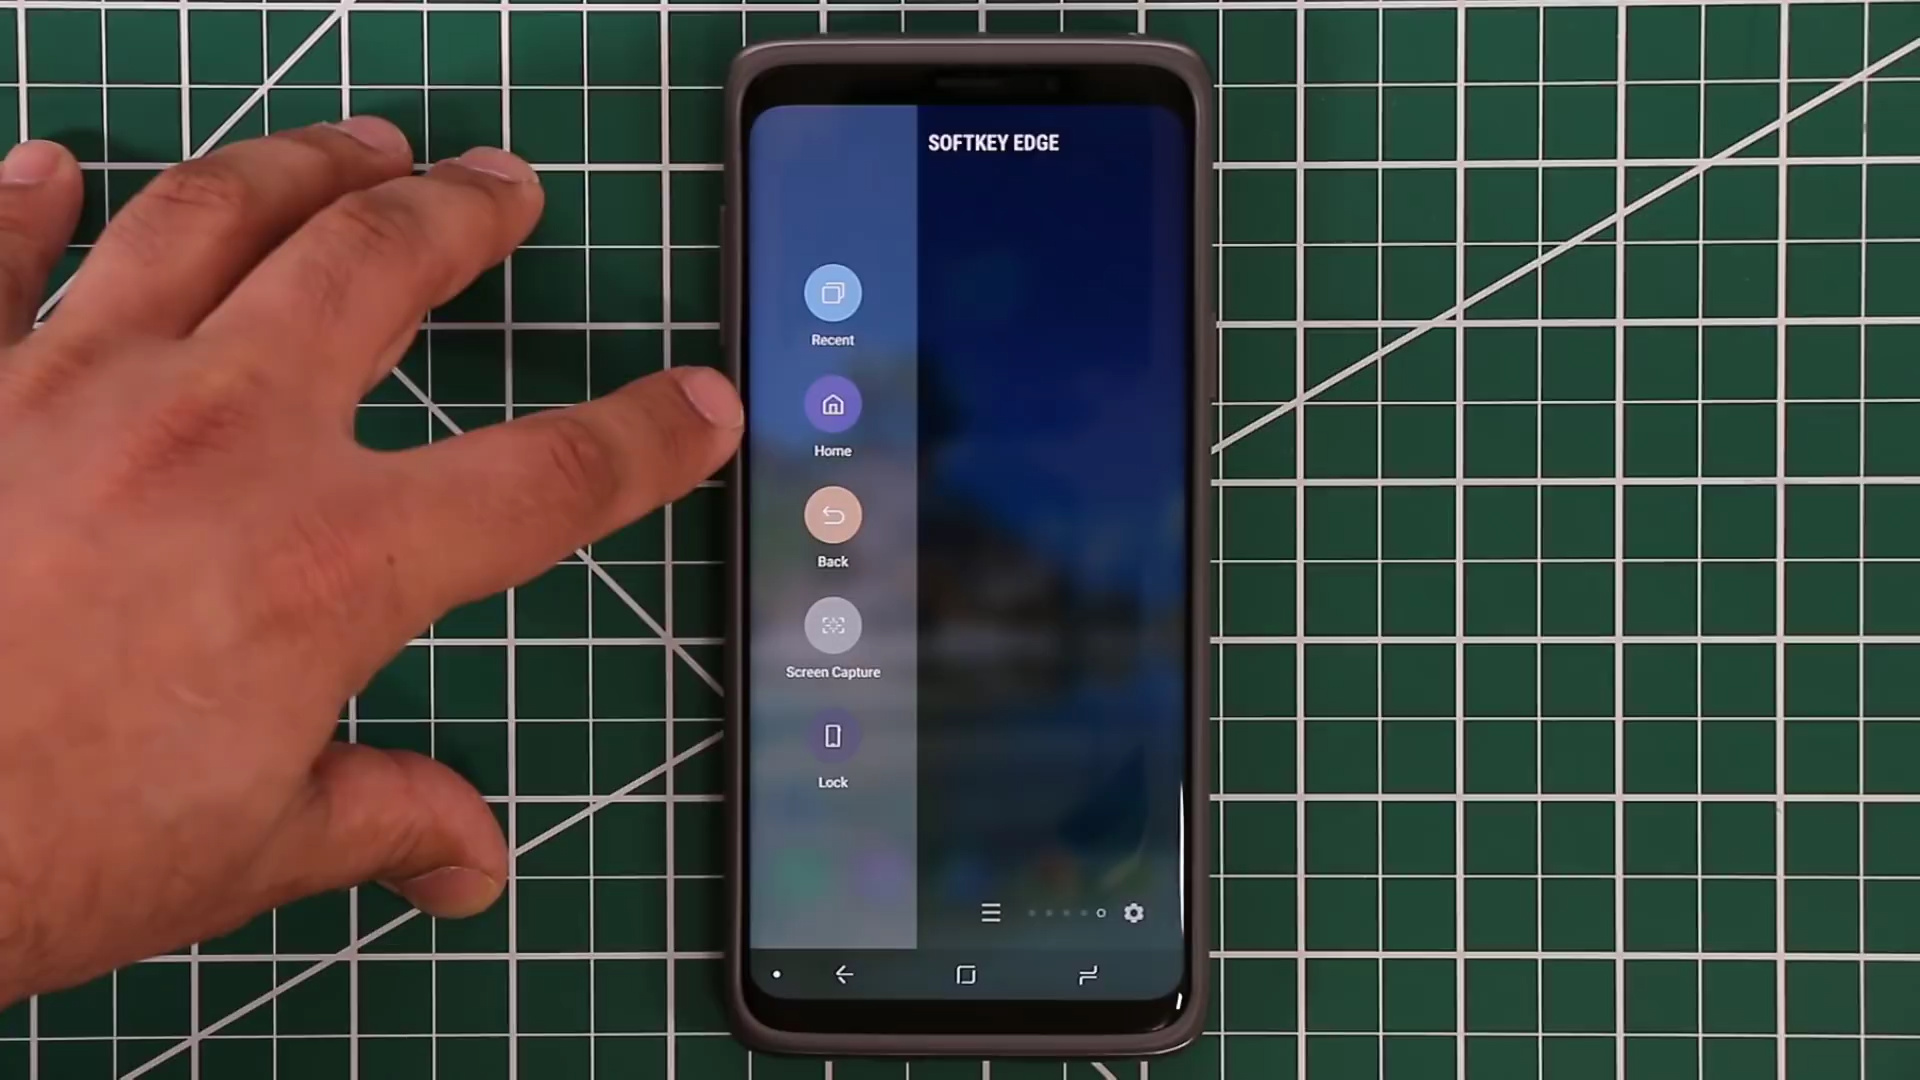 SOFTKEY EDGE
Recent
Home
Back
Screen Capture
Lock